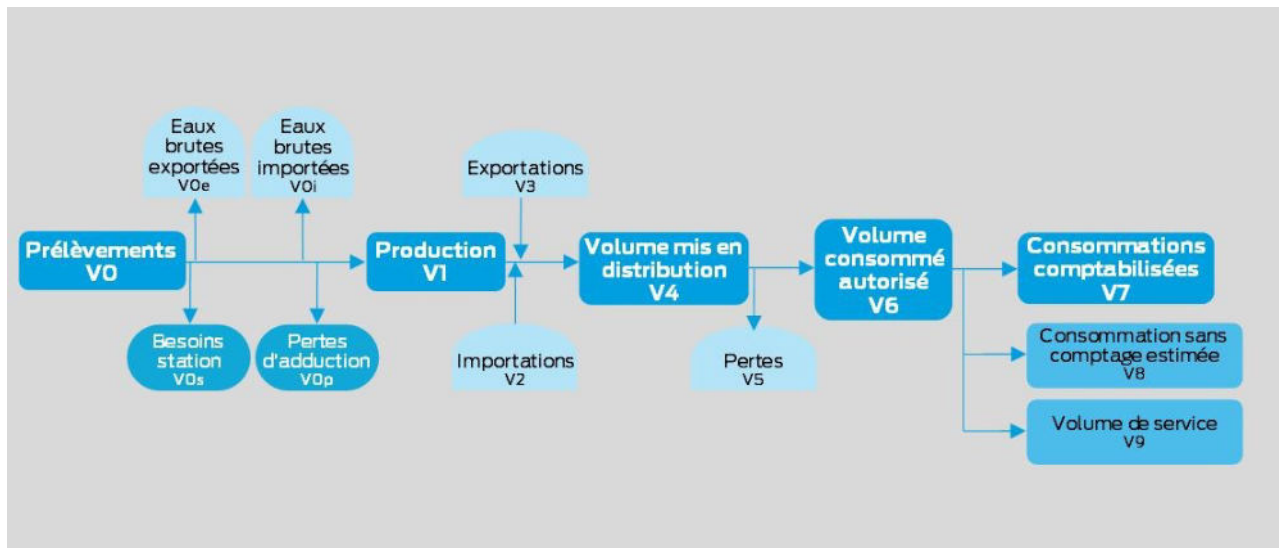 Eaux
brutes
exportées
V0e
Eaux
brutes
importées
V0i
Exportations
V3
Prélèvements
V0
Production
V1
Volume mis en
distribution
V4
Volume
consommé
autorisé
V6
Consommations
comptabilisées
V7
Besoins
station
V0s
Pertes
d'adduction
V0p
Importations
V2
Pertes
V5
Consommation sans
comptage estimée
V8
Volume de service
V9